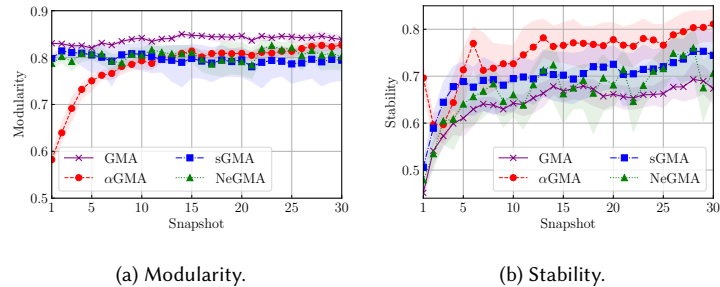 0.9
0.8
0.7
0.6
0.5
Modularity
GMA
αGMA
sGMA
NeGMA
1 5 10 15 20 25 30
Snapshot
(a) Modularity.
0.8
0.7
0.6
0.5
Stability
GMA
αGMA
sGMA
NeGMA
1 5 10 15 20 25 30
Snapshot
(b) Stability.